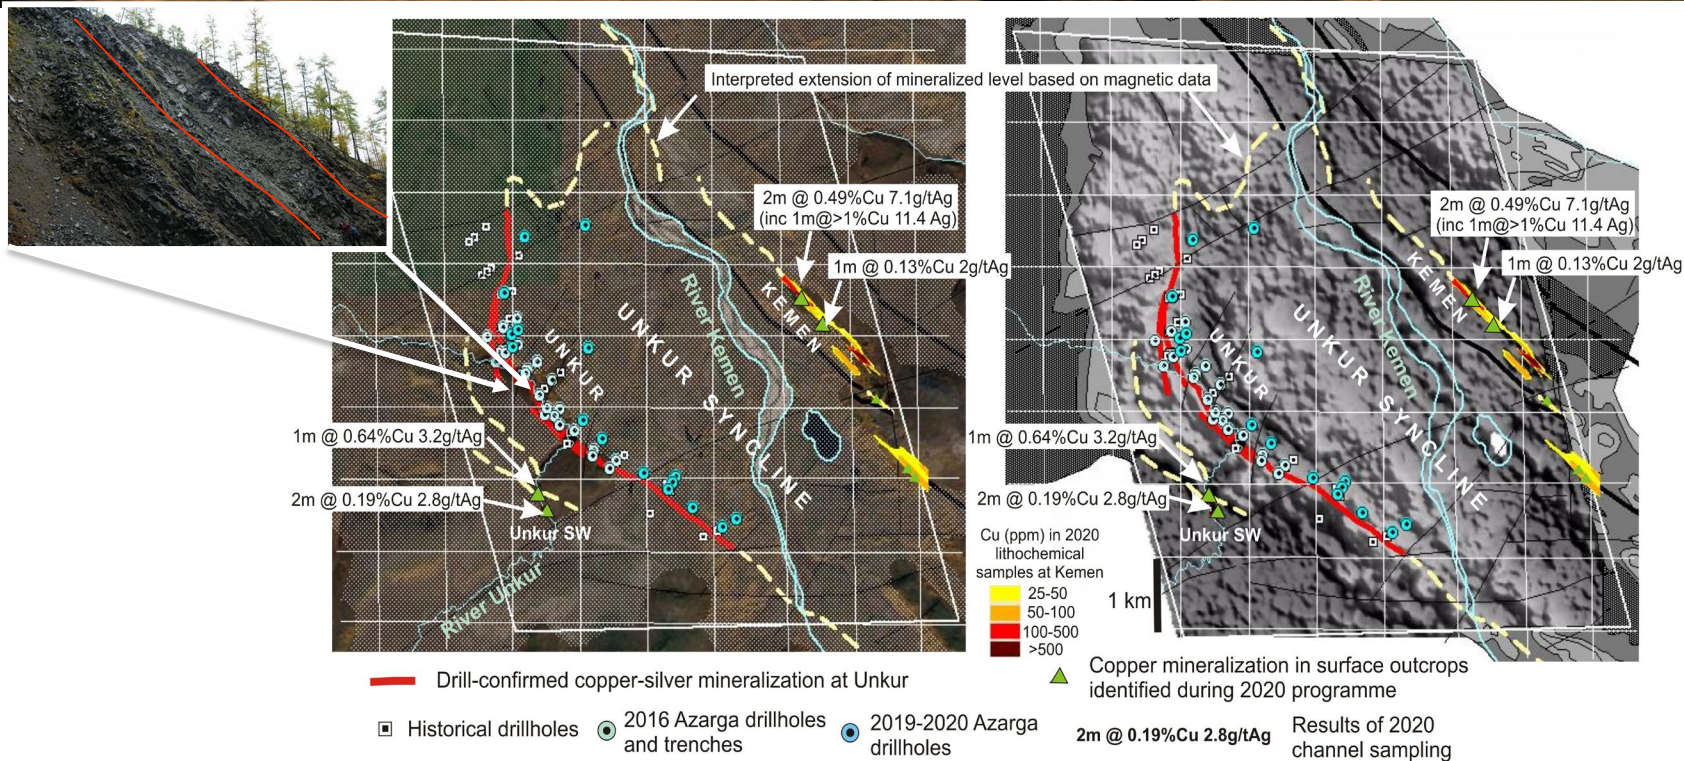 Interpreted extension of mineralized level based on magnetic data
2m @ 0.49%Cu 7.1g/tAg
(inc 1m@>1%Cu 11.4 Ag)
1m @ 0.13%Cu 2g/tAg
KEMEN
River Kemen
UNKUR
UNKUR SYNCLINE
1m @ 0.64%Cu 3.2g/tAg
2m @ 0.19%Cu 2.8g/tAg
Unkur SW
River Unkur
2m @ 0.49%Cu 7.1g/tAg
(inc 1m@>1%Cu 11.4 Ag)
1m @ 0.13%Cu 2g/tAg
KEMEN
River Kemen
UNKUR
UNKUR SYNCLINE
1m @ 0.64%Cu 3.2g/tAg
2m @ 0.19%Cu 2.8g/tAg
Unkur SW
Cu (ppm) in 2020
lithochemical
samples at Kemen
25-50
50-100
100-500
>500
1 km
Drill-confirmed copper-silver mineralization at Unkur
Copper mineralization in surface outcrops
identified during 2020 programme
Historical drillholes
2016 Azarga drillholes
and trenches
2019-2020 Azarga
drillholes
2m @ 0.19%Cu 2.8g/tAg
Results of 2020
channel sampling